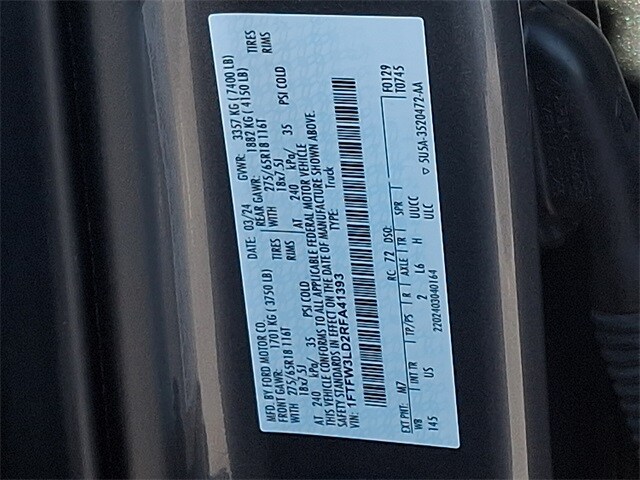 MFD. BY FORD MOTOR CO.
DATE: 03/24 GVWR: 3357 KG (7400 LB)
FRONT GAWR: 1701 KG (3750 LB) REAR GAWR: 1882 KG (4150 LB)
WITH 275/65R18 116T TIRES WITH 275/65R18 116T TIRES
18x7.5J RIMS 18x7.5J RIMS
AT 240 kPa/ 35 PSI COLD AT 240 kPa/ 35 PSI COLD
THIS VEHICLE CONFORMS TO ALL APPLICABLE FEDERAL MOTOR VEHICLE
SAFETY STANDARDS IN EFFECT ON THE DATE OF MANUFACTURE SHOWN ABOVE.
VIN: 1FTFW3LD2RFA41393 TYPE: Truck
F0129
T0745
RC: 72 DSO:
EXT PNT: M7
WB INT TR TP/PS R AXLE TR SPR
145 US 2 L6 H UUCC
ULC
2202403040164
▽ 5U5A-3520472-AA